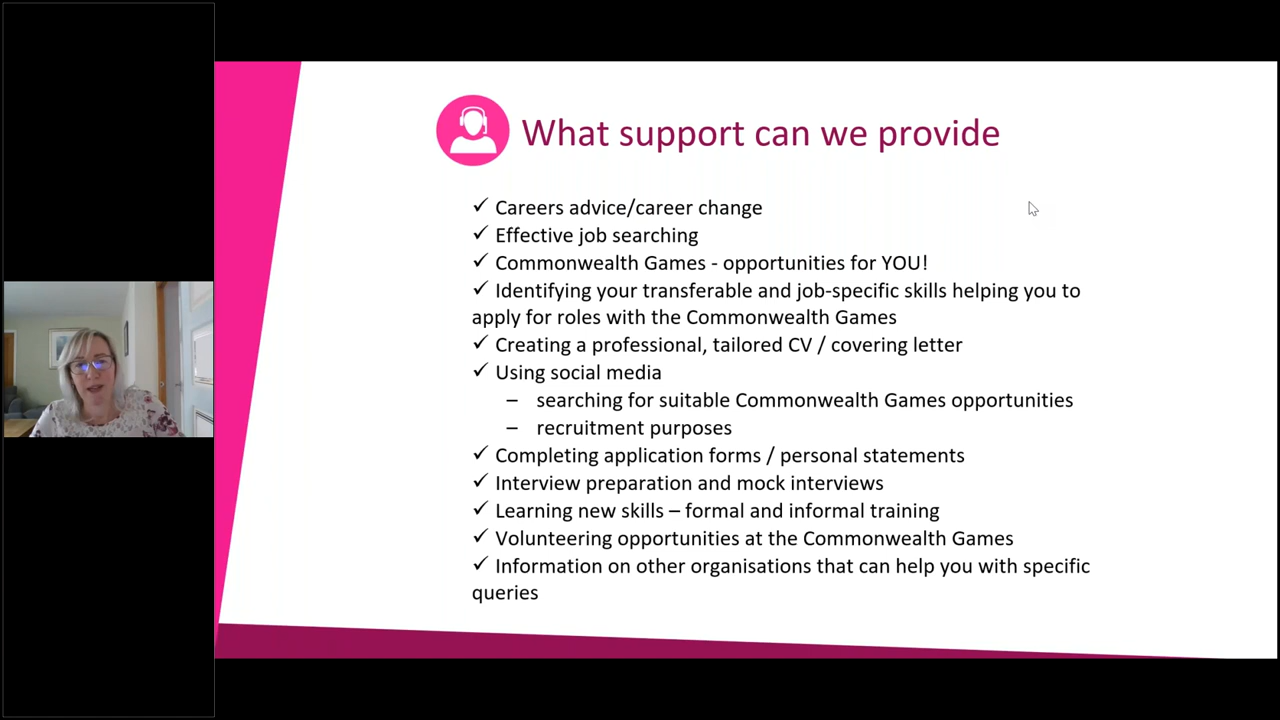 What support can we provide
✓ Careers advice/career change
✓ Effective job searching
✓ Commonwealth Games - opportunities for YOU!
✓ Identifying your transferable and job-specific skills helping you to
apply for roles with the Commonwealth Games
✓ Creating a professional, tailored CV / covering letter
✓ Using social media
– searching for suitable Commonwealth Games opportunities
– recruitment purposes
✓ Completing application forms / personal statements
✓ Interview preparation and mock interviews
✓ Learning new skills – formal and informal training
✓ Volunteering opportunities at the Commonwealth Games
✓ Information on other organisations that can help you with specific
queries